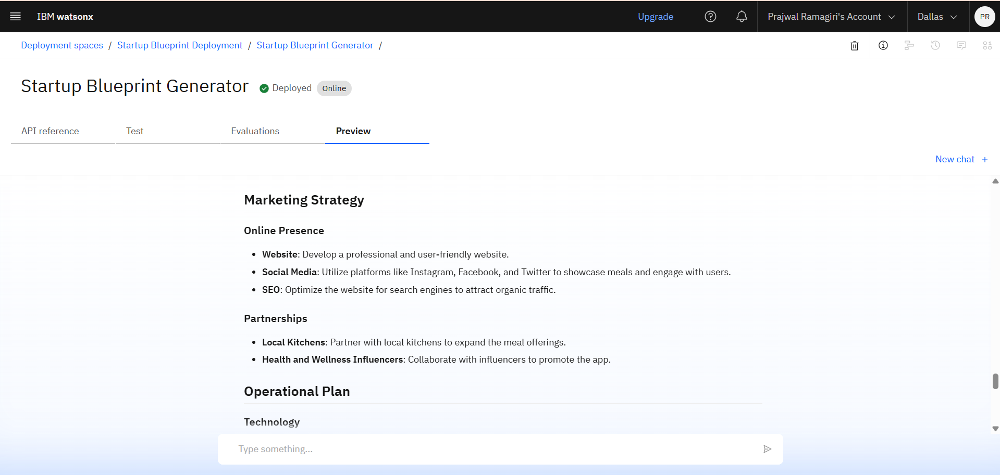 IBM watsonx
Upgrade
Prajwal Ramagiri's Account
Dallas
PR
Deployment spaces / Startup Blueprint Deployment / Startup Blueprint Generator /
Startup Blueprint Generator
Deployed
Online
API reference
Test
Evaluations
Preview
New chat +
Marketing Strategy
Online Presence
• Website: Develop a professional and user-friendly website.
• Social Media: Utilize platforms like Instagram, Facebook, and Twitter to showcase meals and engage with users.
• SEO: Optimize the website for search engines to attract organic traffic.
Partnerships
• Local Kitchens: Partner with local kitchens to expand the meal offerings.
• Health and Wellness Influencers: Collaborate with influencers to promote the app.
Operational Plan
Technology
Type something...